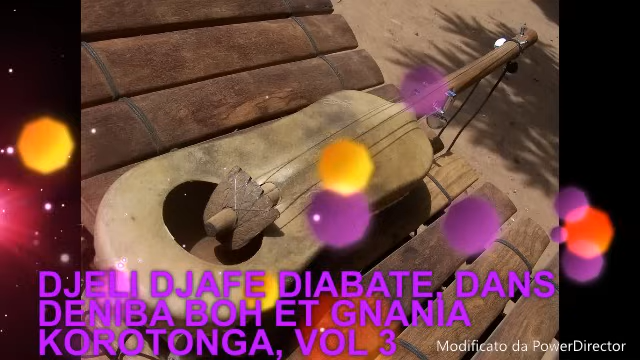 DJELI DJAFE DIABATE, DANS
DENIBA BOH ET GNANIA
KOROTONGA, VOL 3
Modificato da PowerDirector